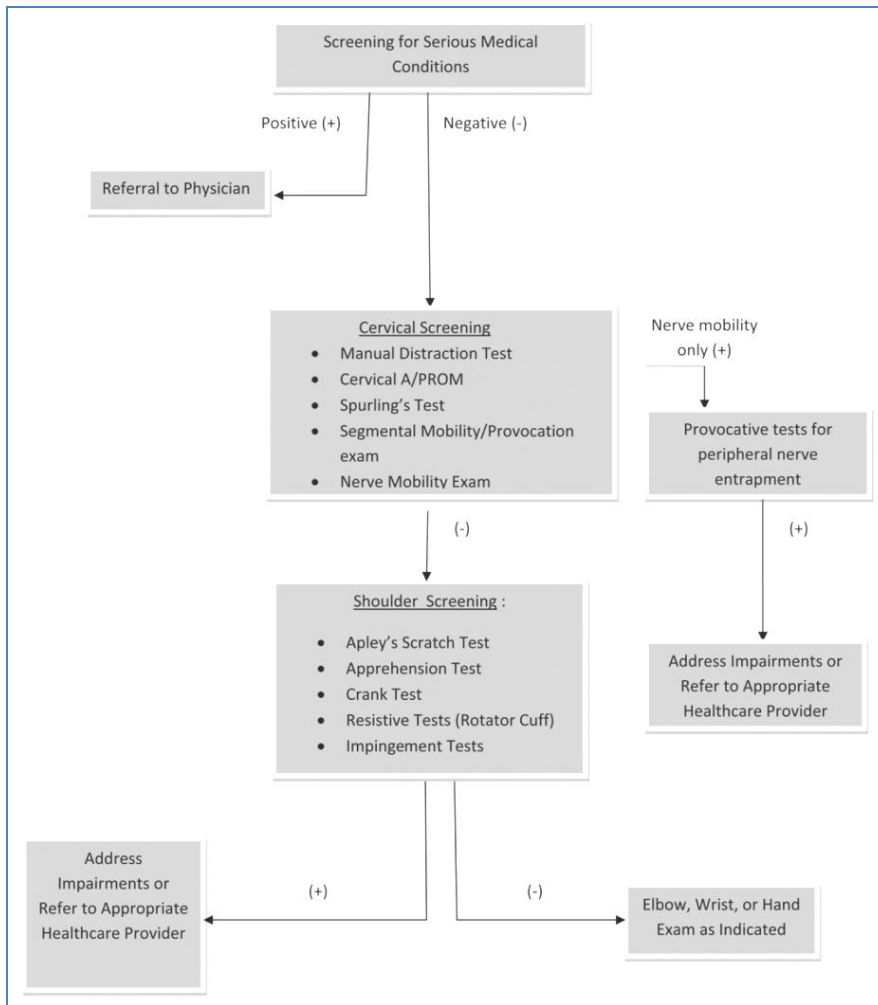 Screening for Serious Medical
Conditions
Positive (+)
Negative (-)
Referral to Physician
Cervical Screening
• Manual Distraction Test
• Cervical A/PROM
• Spurling's Test
• Segmental Mobility/Provocation
exam
• Nerve Mobility Exam
Nerve mobility
only (+)
Provocative tests for
peripheral nerve
entrapment
(-)
(+)
Shoulder Screening :
• Apley's Scratch Test
• Apprehension Test
• Crank Test
• Resistive Tests (Rotator Cuff)
• Impingement Tests
Address Impairments or
Refer to Appropriate
Healthcare Provider
Address
Impairments or
Refer to Appropriate
Healthcare Provider
(+)
(-)
Elbow, Wrist, or Hand
Exam as Indicated